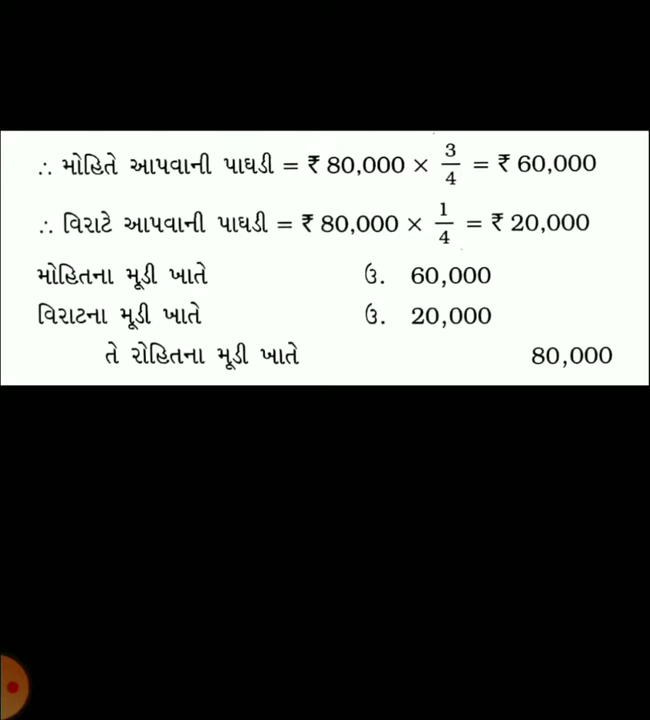 ∴ મોહિતે આપવાની પાઘડી = ₹ 80,000 × 3/4 = ₹ 60,000
∴ વિરાટે આપવાની પાઘડી = ₹ 80,000 × 1/4 = ₹ 20,000
મોહિતના મૂડી ખાતે ઉ. 60,000
વિરાટના મૂડી ખાતે ઉ. 20,000
તે રોહિતના મૂડી ખાતે 80,000